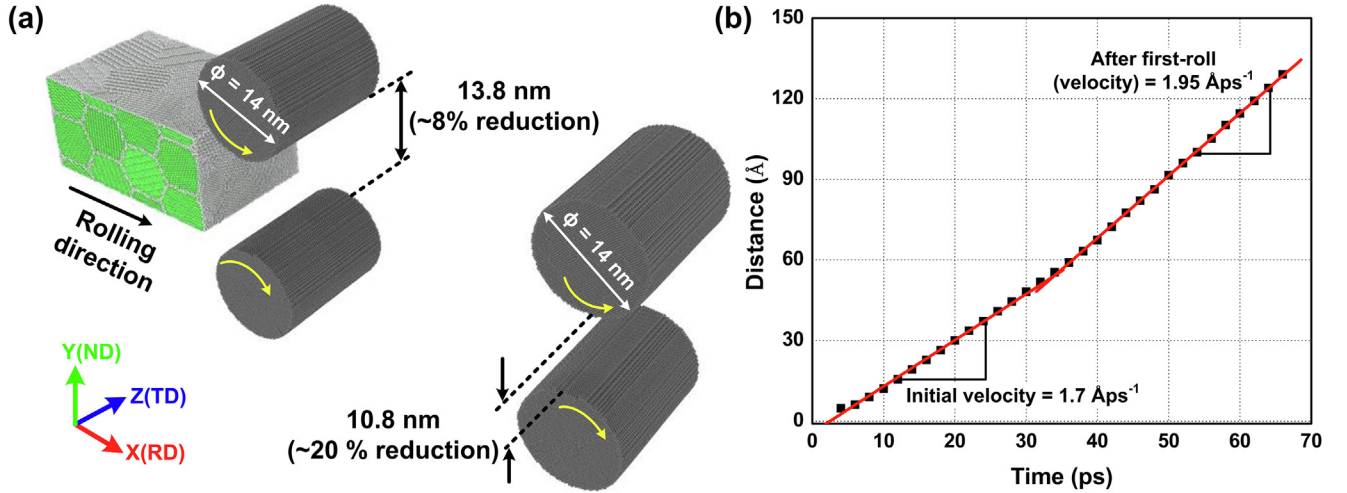 (a)
ϕ = 14 nm
13.8 nm
(~8% reduction)
Rolling
direction
ϕ = 14 nm
10.8 nm
(~20 % reduction)
Y(ND)
Z(TD)
X(RD)
(b)
150
120
90
60
30
0
Distance (Å)
After first-roll
(velocity) = 1.95 Åps⁻¹
Initial velocity = 1.7 Åps⁻¹
0 10 20 30 40 50 60 70
Time (ps)